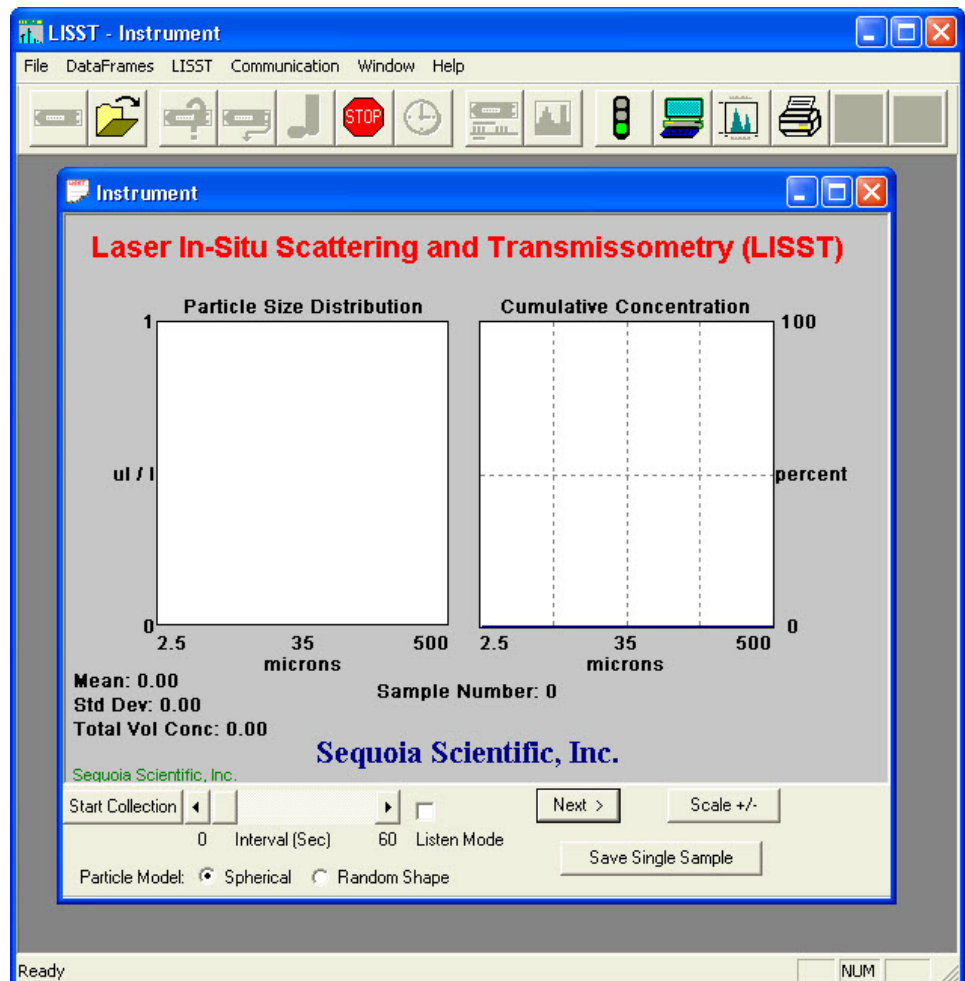 LISST - Instrument
File DataFrames LISST Communication Window Help
STOP
Instrument
Laser In-Situ Scattering and Transmissometry (LISST)
Particle Size Distribution
Cumulative Concentration
1
100
ul / l
percent
0
0
2.5 35 500
2.5 35 500
microns
microns
Mean: 0.00
Sample Number: 0
Std Dev: 0.00
Total Vol Conc: 0.00
Sequoia Scientific, Inc.
Sequoia Scientific, Inc.
Start Collection
Listen Mode
Next >
Scale +/-
0 Interval (Sec) 60
Save Single Sample
Particle Model: Spherical Random Shape
Ready
NUM